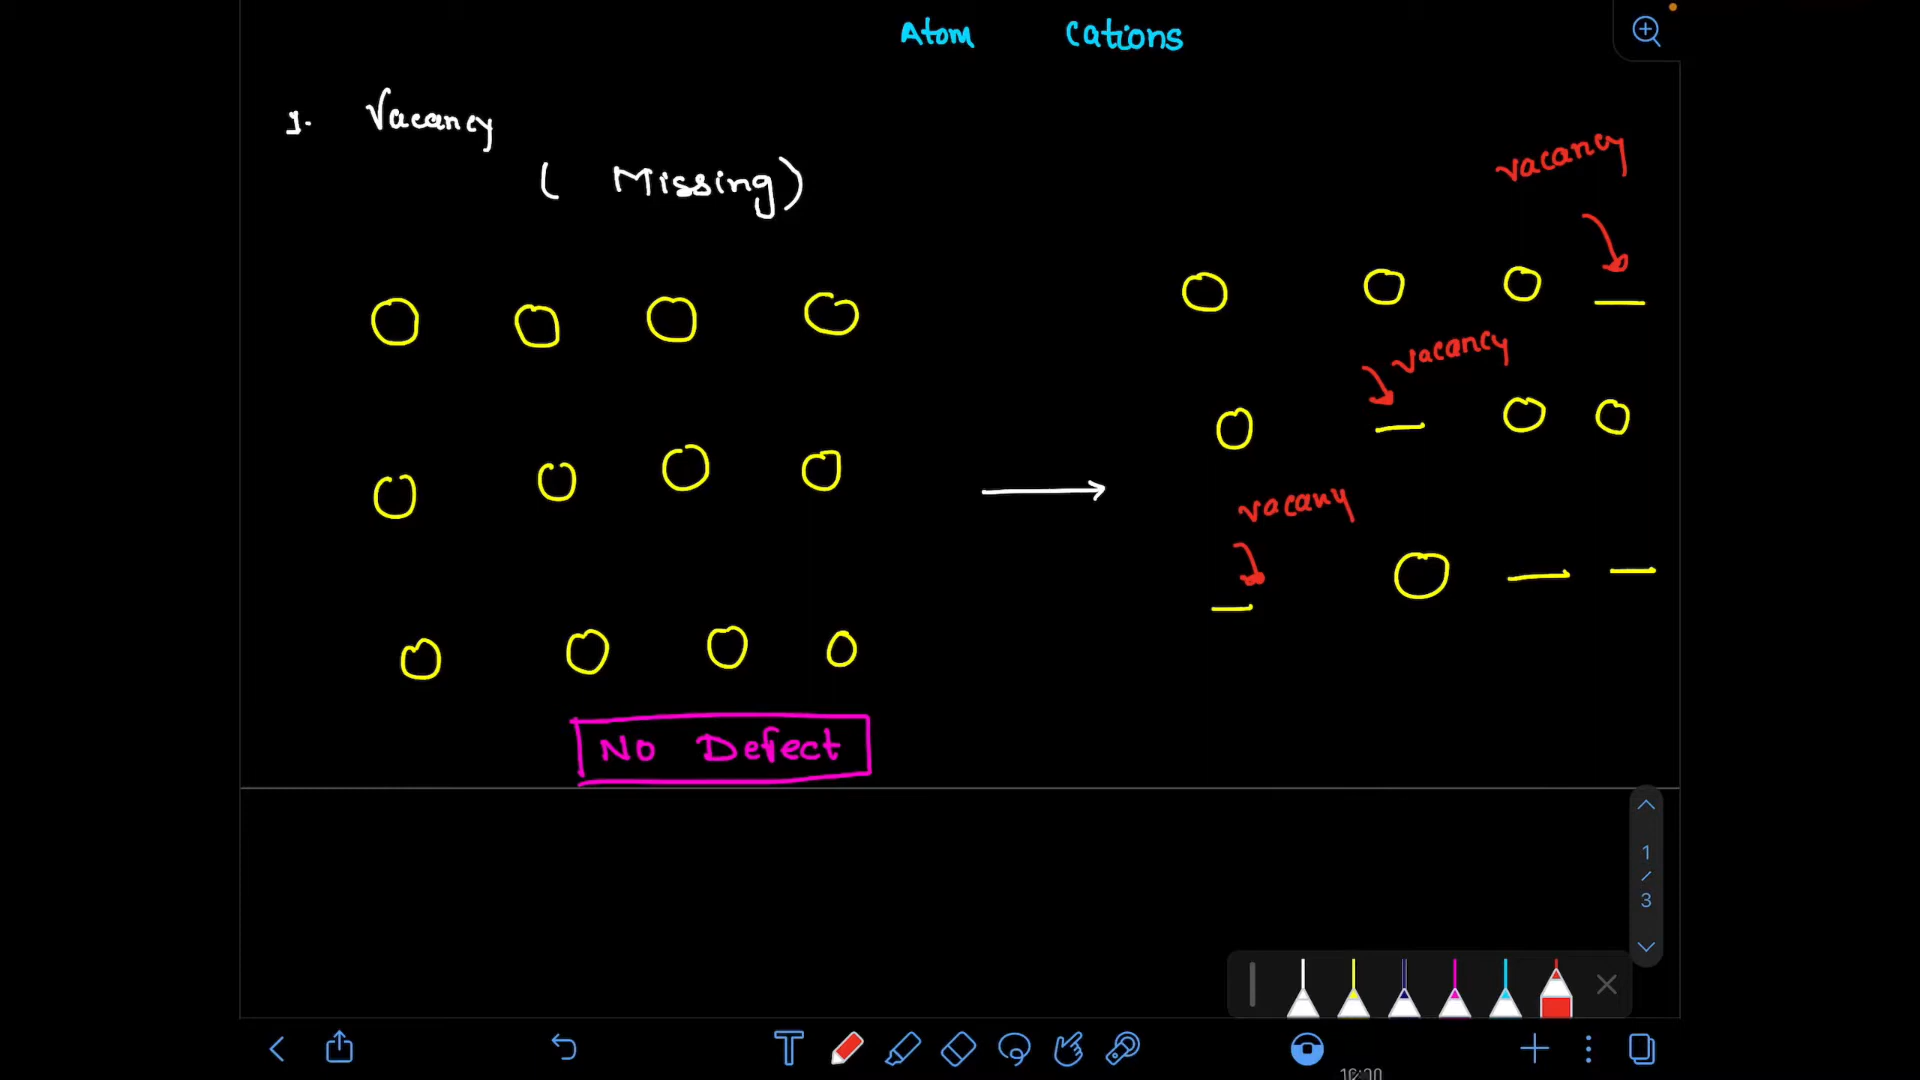 Atom Cations
1. Vacancy
( Missing)
vacancy
vacancy
vacany
No Defect
1
/
3
T